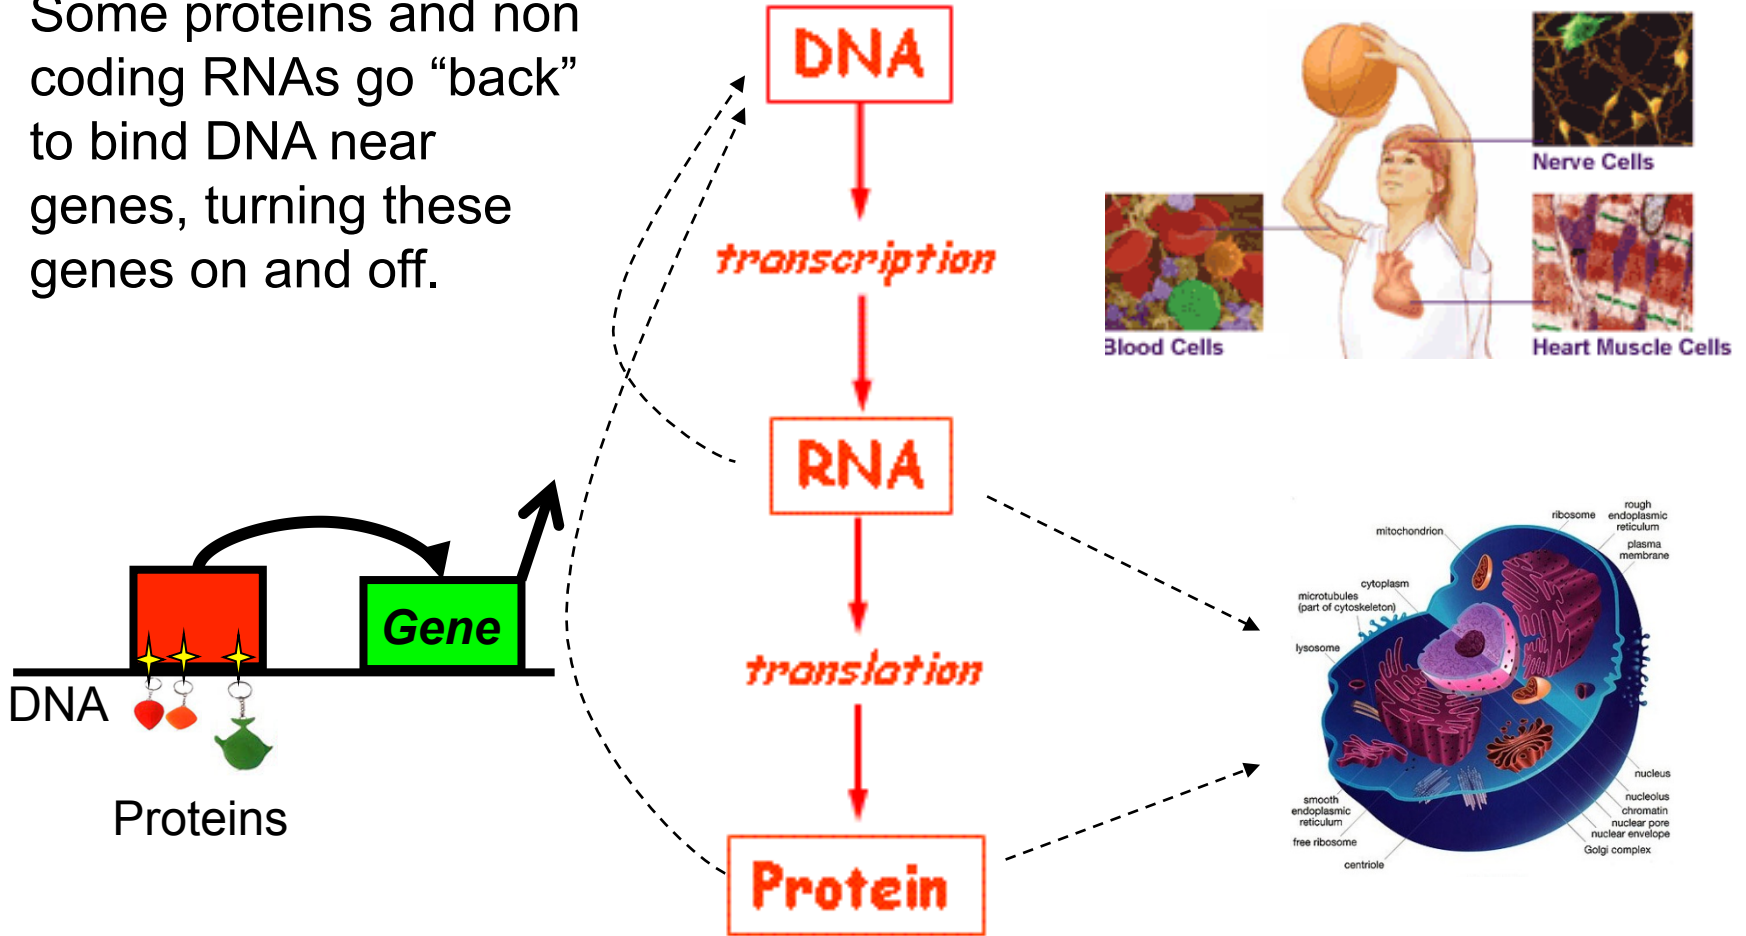 Some proteins and non
coding RNAs go “back”
to bind DNA near
genes, turning these
genes on and off.
DNA
transcription
RNA
translation
Protein
Nerve Cells
Blood Cells
Heart Muscle Cells
Gene
DNA
Proteins
mitochondrion
ribosome
rough
endoplasmic
reticulum
plasma
membrane
cytoplasm
microtubules
(part of cytoskeleton)
lysosome
smooth
endoplasmic
reticulum
free ribosome
centriole
nucleus
nucleolus
chromatin
nuclear pore
nuclear envelope
Golgi complex